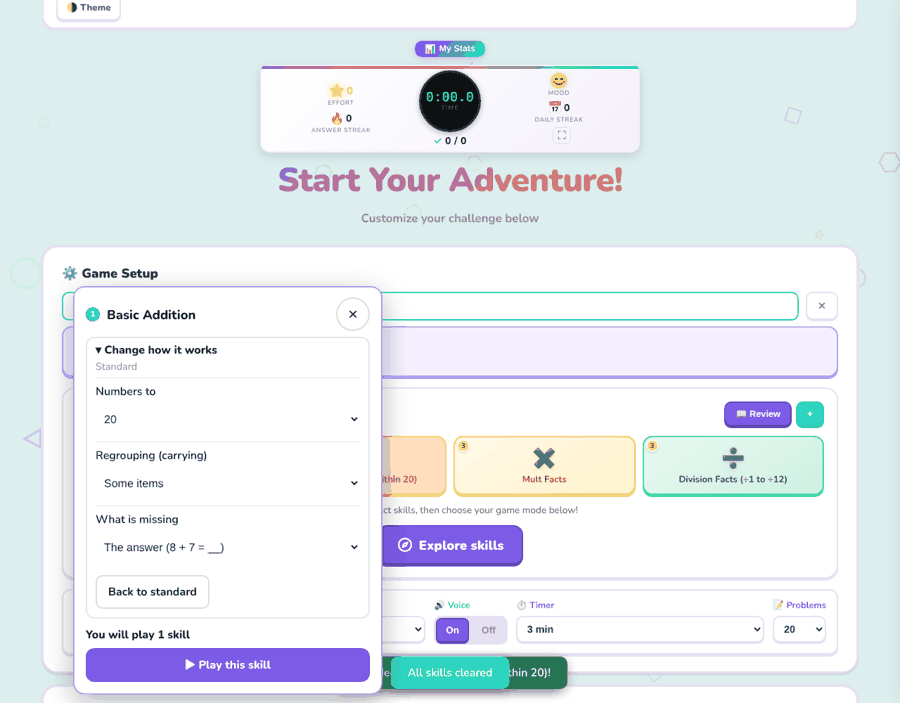 🌗 Theme
📊 My Stats
⭐ 0
EFFORT
🔥 0
ANSWER STREAK
0:00.0
TIME
✓ 0 / 0
😊
MOOD
📅 0
DAILY STREAK
Start Your Adventure!
Customize your challenge below
⚙️ Game Setup
×
1 Basic Addition
✕
▾ Change how it works
Standard
Numbers to
20
Regrouping (carrying)
Some items
What is missing
The answer (8 + 7 = __)
Back to standard
You will play 1 skill
▶ Play this skill
📖 Review
+
ithin 20)
3
✖ Mult Facts
3
➗ Division Facts (÷1 to ÷12)
ct skills, then choose your game mode below!
Explore skills
🔊 Voice
On
Off
⏱ Timer
3 min
📝 Problems
20
All skills cleared
thin 20)!